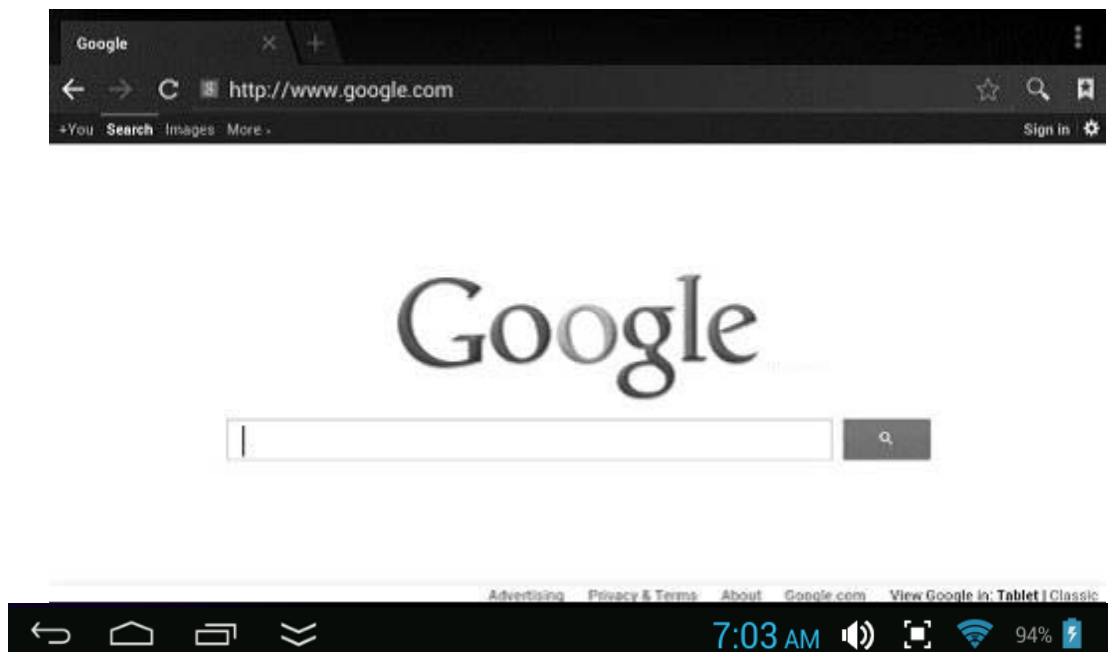 Google
http://www.google.com
+You Search Images More
Sign in
Google
Advertising Privacy & Terms About Google.com View Google in: Tablet | Classic
7:03 AM 94%